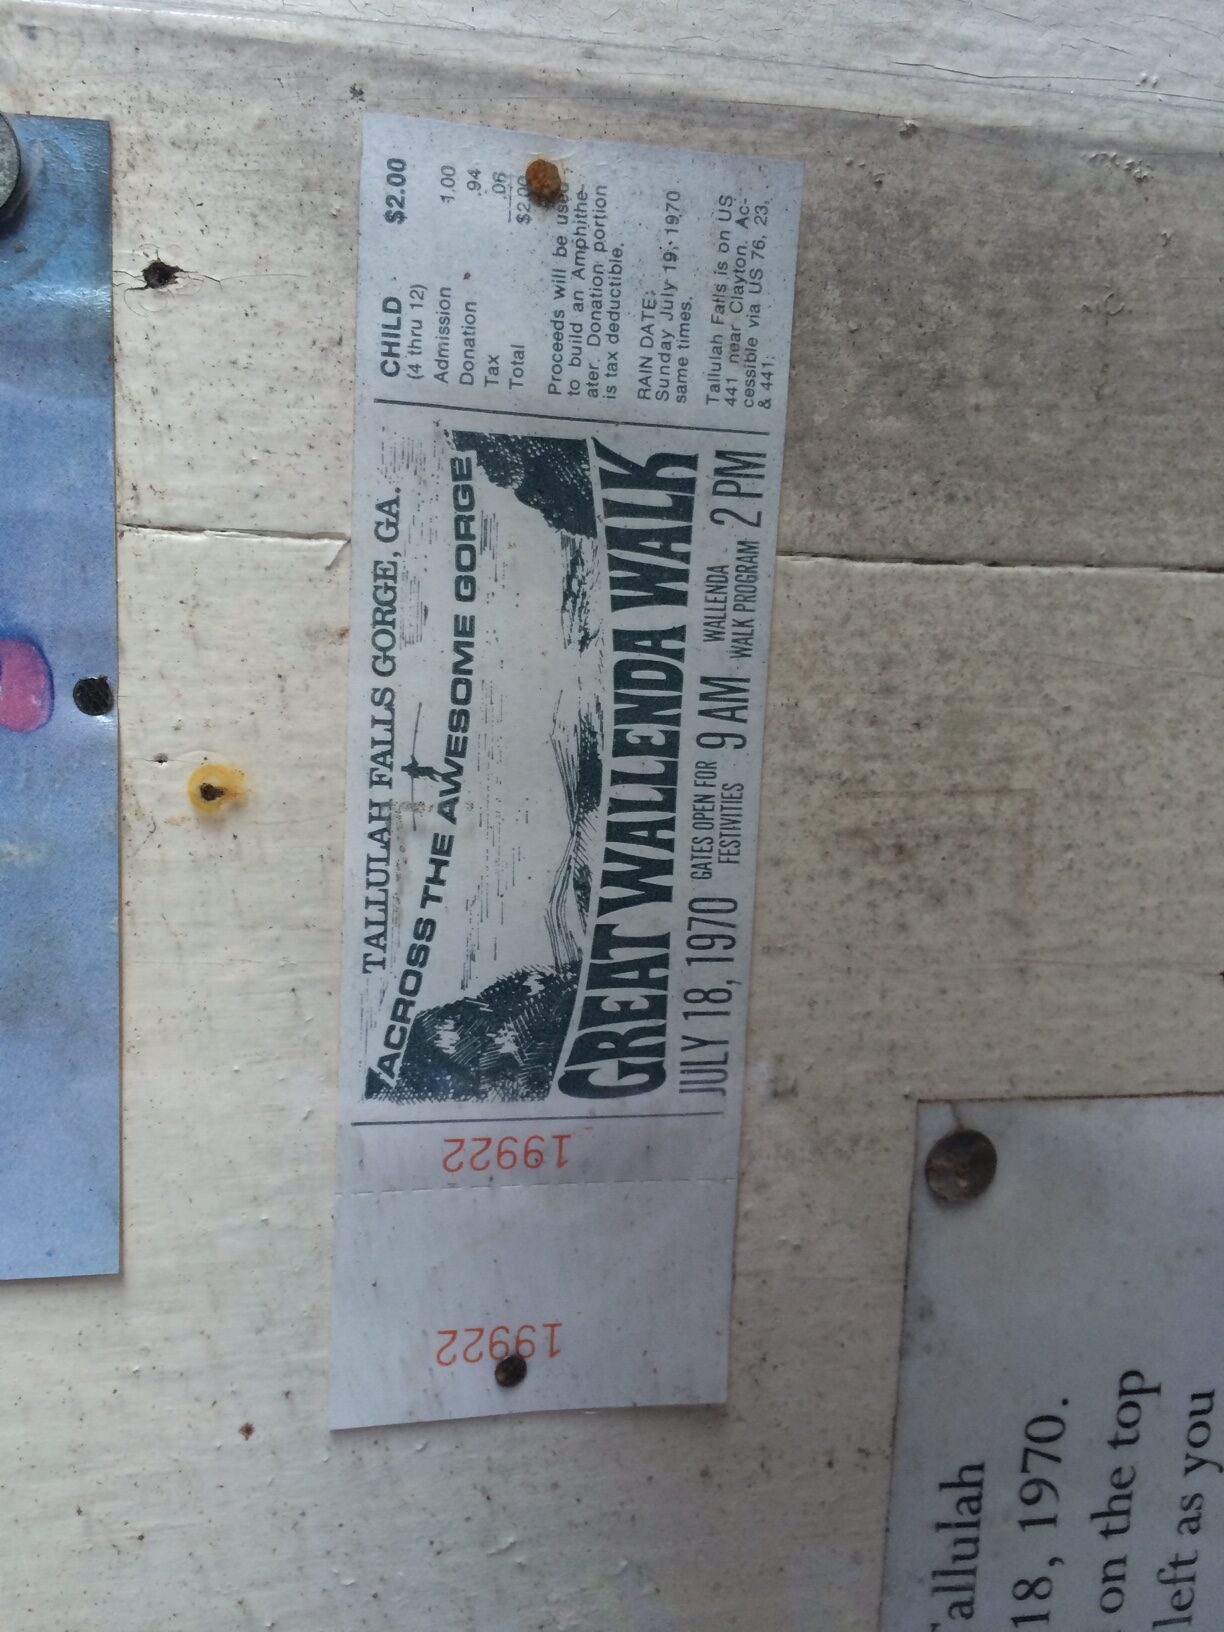 TALLULAH FALLS GORGE, GA.
ACROSS THE AWESOME GORGE
GREAT WALLENDA WALK
JULY 18, 1970 GATES OPEN FOR FESTIVITIES 9 AM WALLENDA WALK PROGRAM 2 PM
CHILD $2.00
(4 thru 12)
Admission 1.00
Donation .94
Tax .06
Total $2.00
Proceeds will be used
to build an Amphithe-
ater. Donation portion
is tax deductible.
RAIN DATE:
Sunday July 19, 1970
same times.
Tallulah Falls is on US
441 near Clayton. Ac-
cessible via US 76, 23,
& 441.
19922
19922
allulah
18, 1970.
on the top
left as you